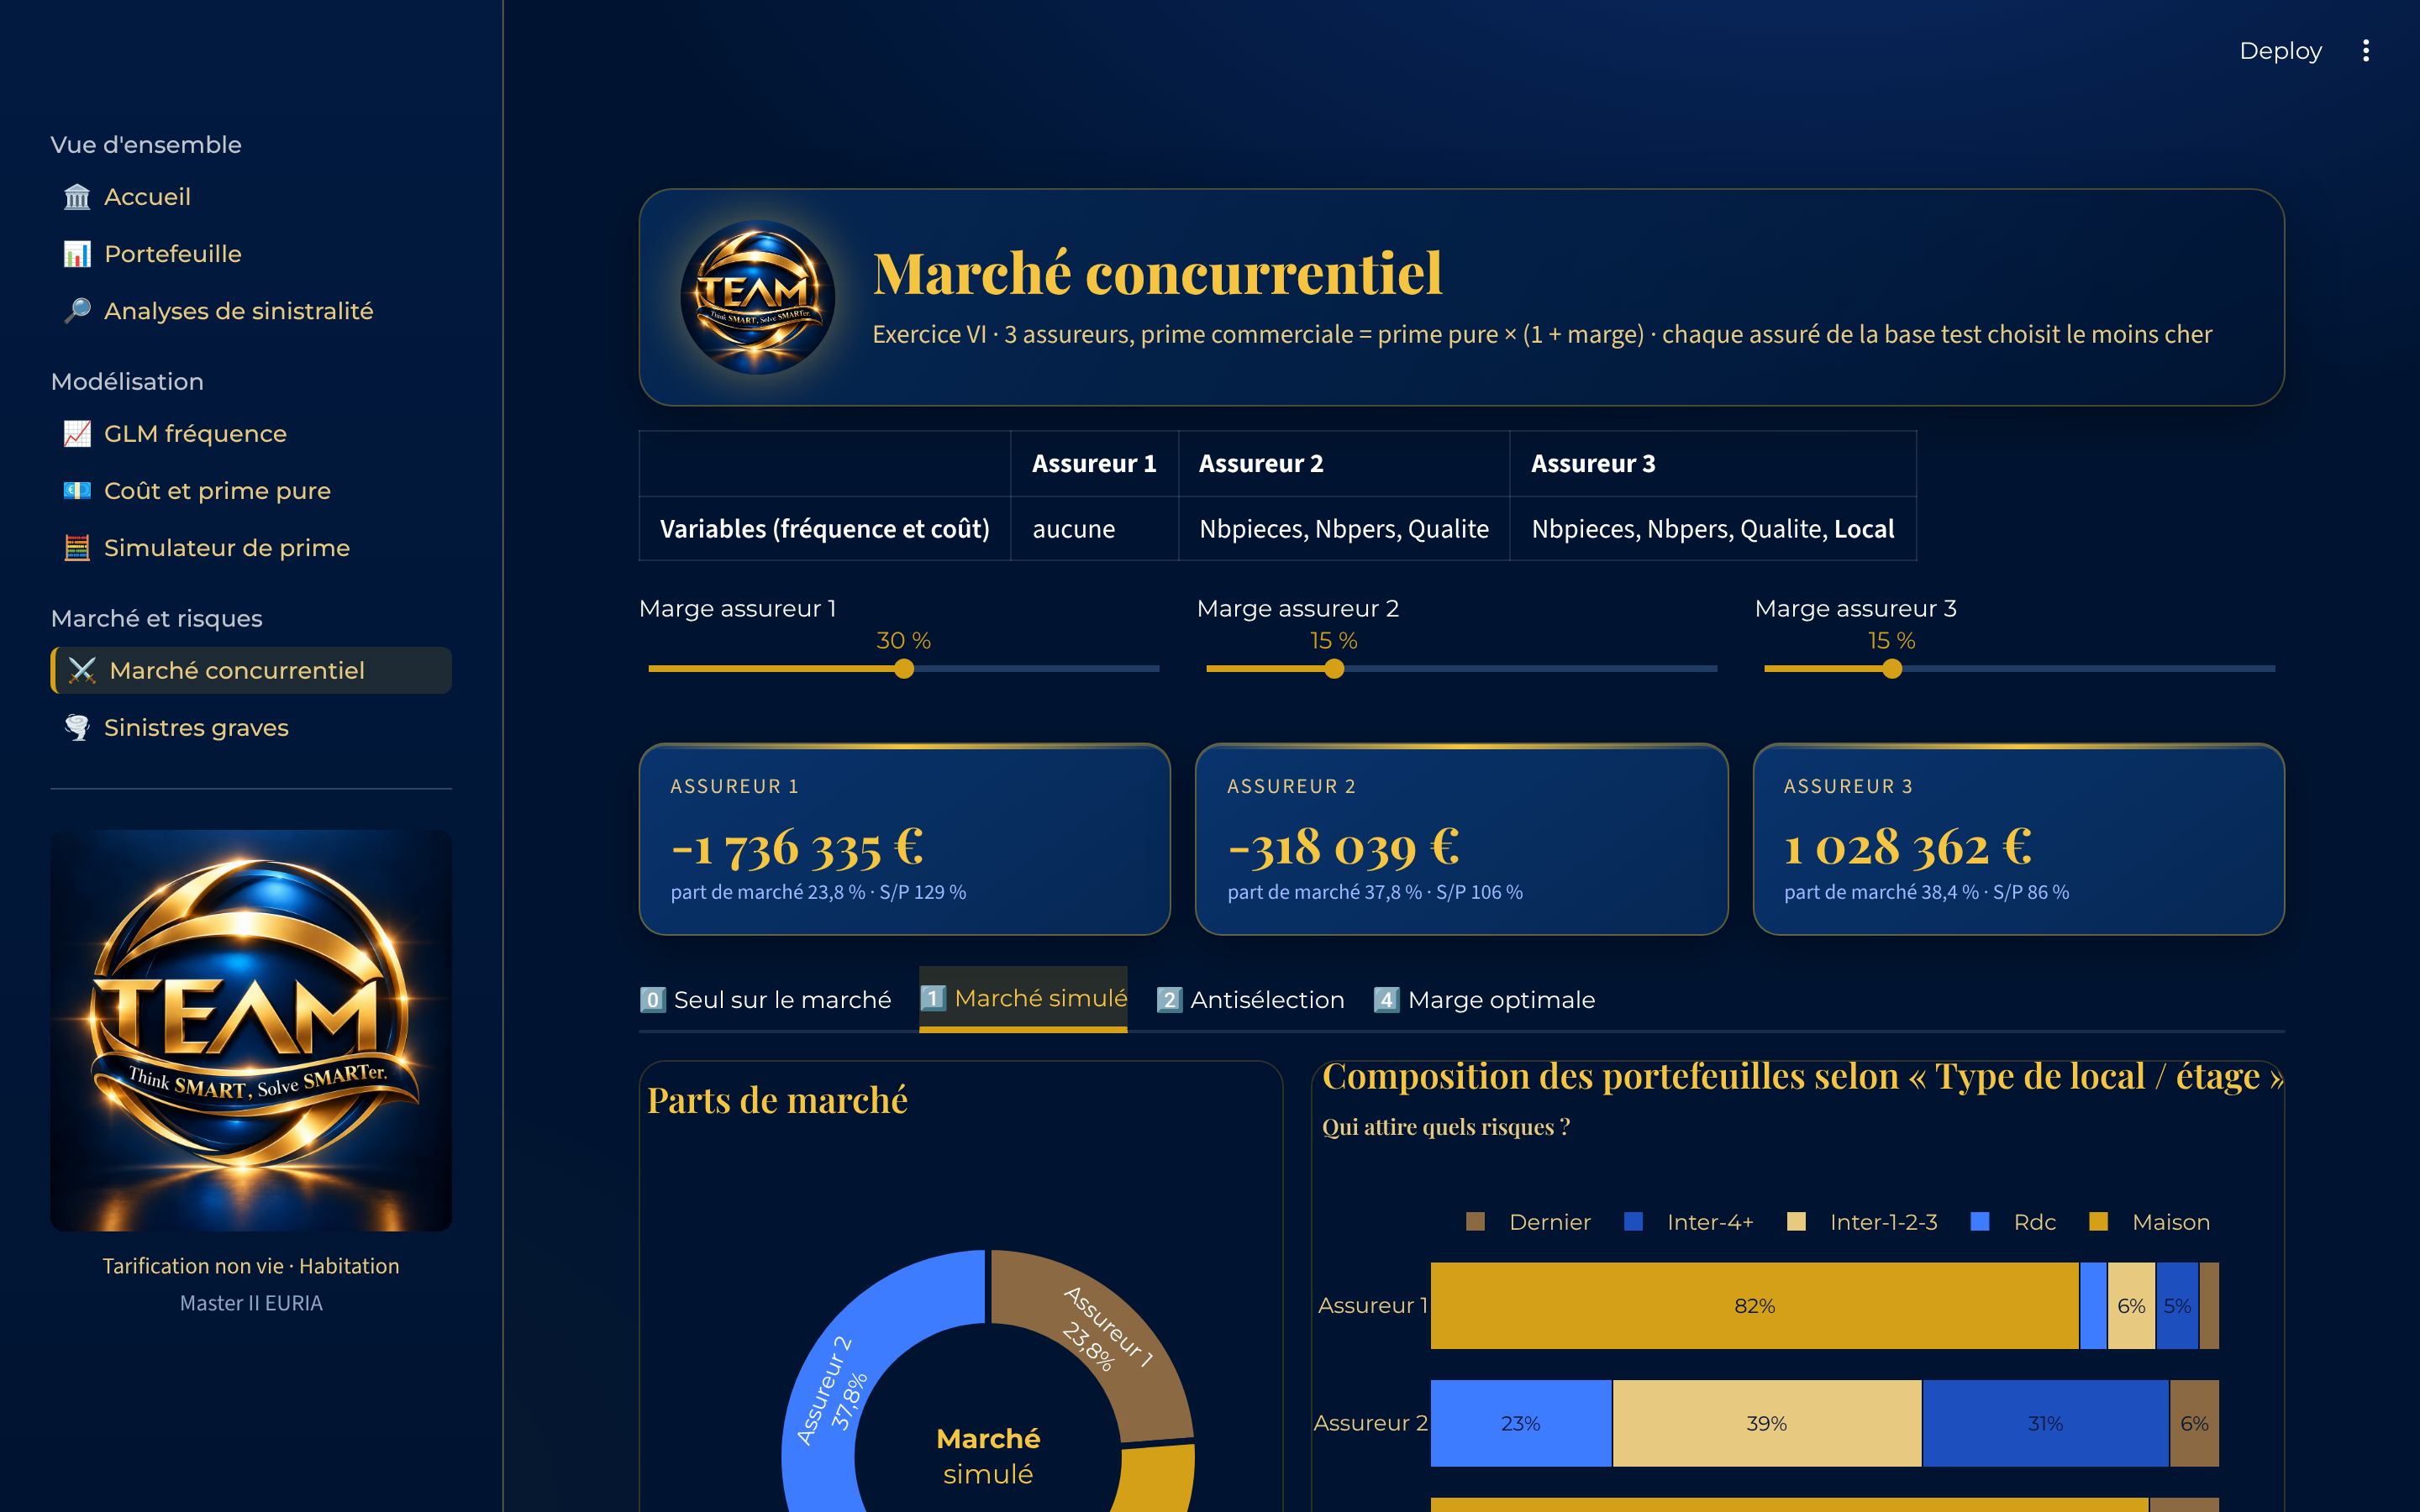 Deploy
Vue d'ensemble
Accueil
Portefeuille
Analyses de sinistralité
Modélisation
GLM fréquence
Coût et prime pure
Simulateur de prime
Marché et risques
Marché concurrentiel
Sinistres graves
TEAM
Think SMART, Solve SMARTer.
Tarification non vie · Habitation
Master II EURIA
TEAM
Think SMART, Solve SMARTer.
Marché concurrentiel
Exercice VI · 3 assureurs, prime commerciale = prime pure × (1 + marge) · chaque assuré de la base test choisit le moins cher
Assureur 1 Assureur 2 Assureur 3
Variables (fréquence et coût) aucune Nbpieces, Nbpers, Qualite Nbpieces, Nbpers, Qualite, Local
Marge assureur 1 Marge assureur 2 Marge assureur 3
30 % 15 % 15 %
ASSUREUR 1
-1 736 335 €
part de marché 23,8 % · S/P 129 %
ASSUREUR 2
-318 039 €
part de marché 37,8 % · S/P 106 %
ASSUREUR 3
1 028 362 €
part de marché 38,4 % · S/P 86 %
0 Seul sur le marché 1 Marché simulé 2 Antisélection 4 Marge optimale
Parts de marché
Assureur 2
37,8%
Assureur 1
23,8%
Marché
simulé
Composition des portefeuilles selon « Type de local / étage »
Qui attire quels risques ?
Dernier Inter-4+ Inter-1-2-3 Rdc Maison
Assureur 1 82% 6% 5%
Assureur 2 23% 39% 31% 6%